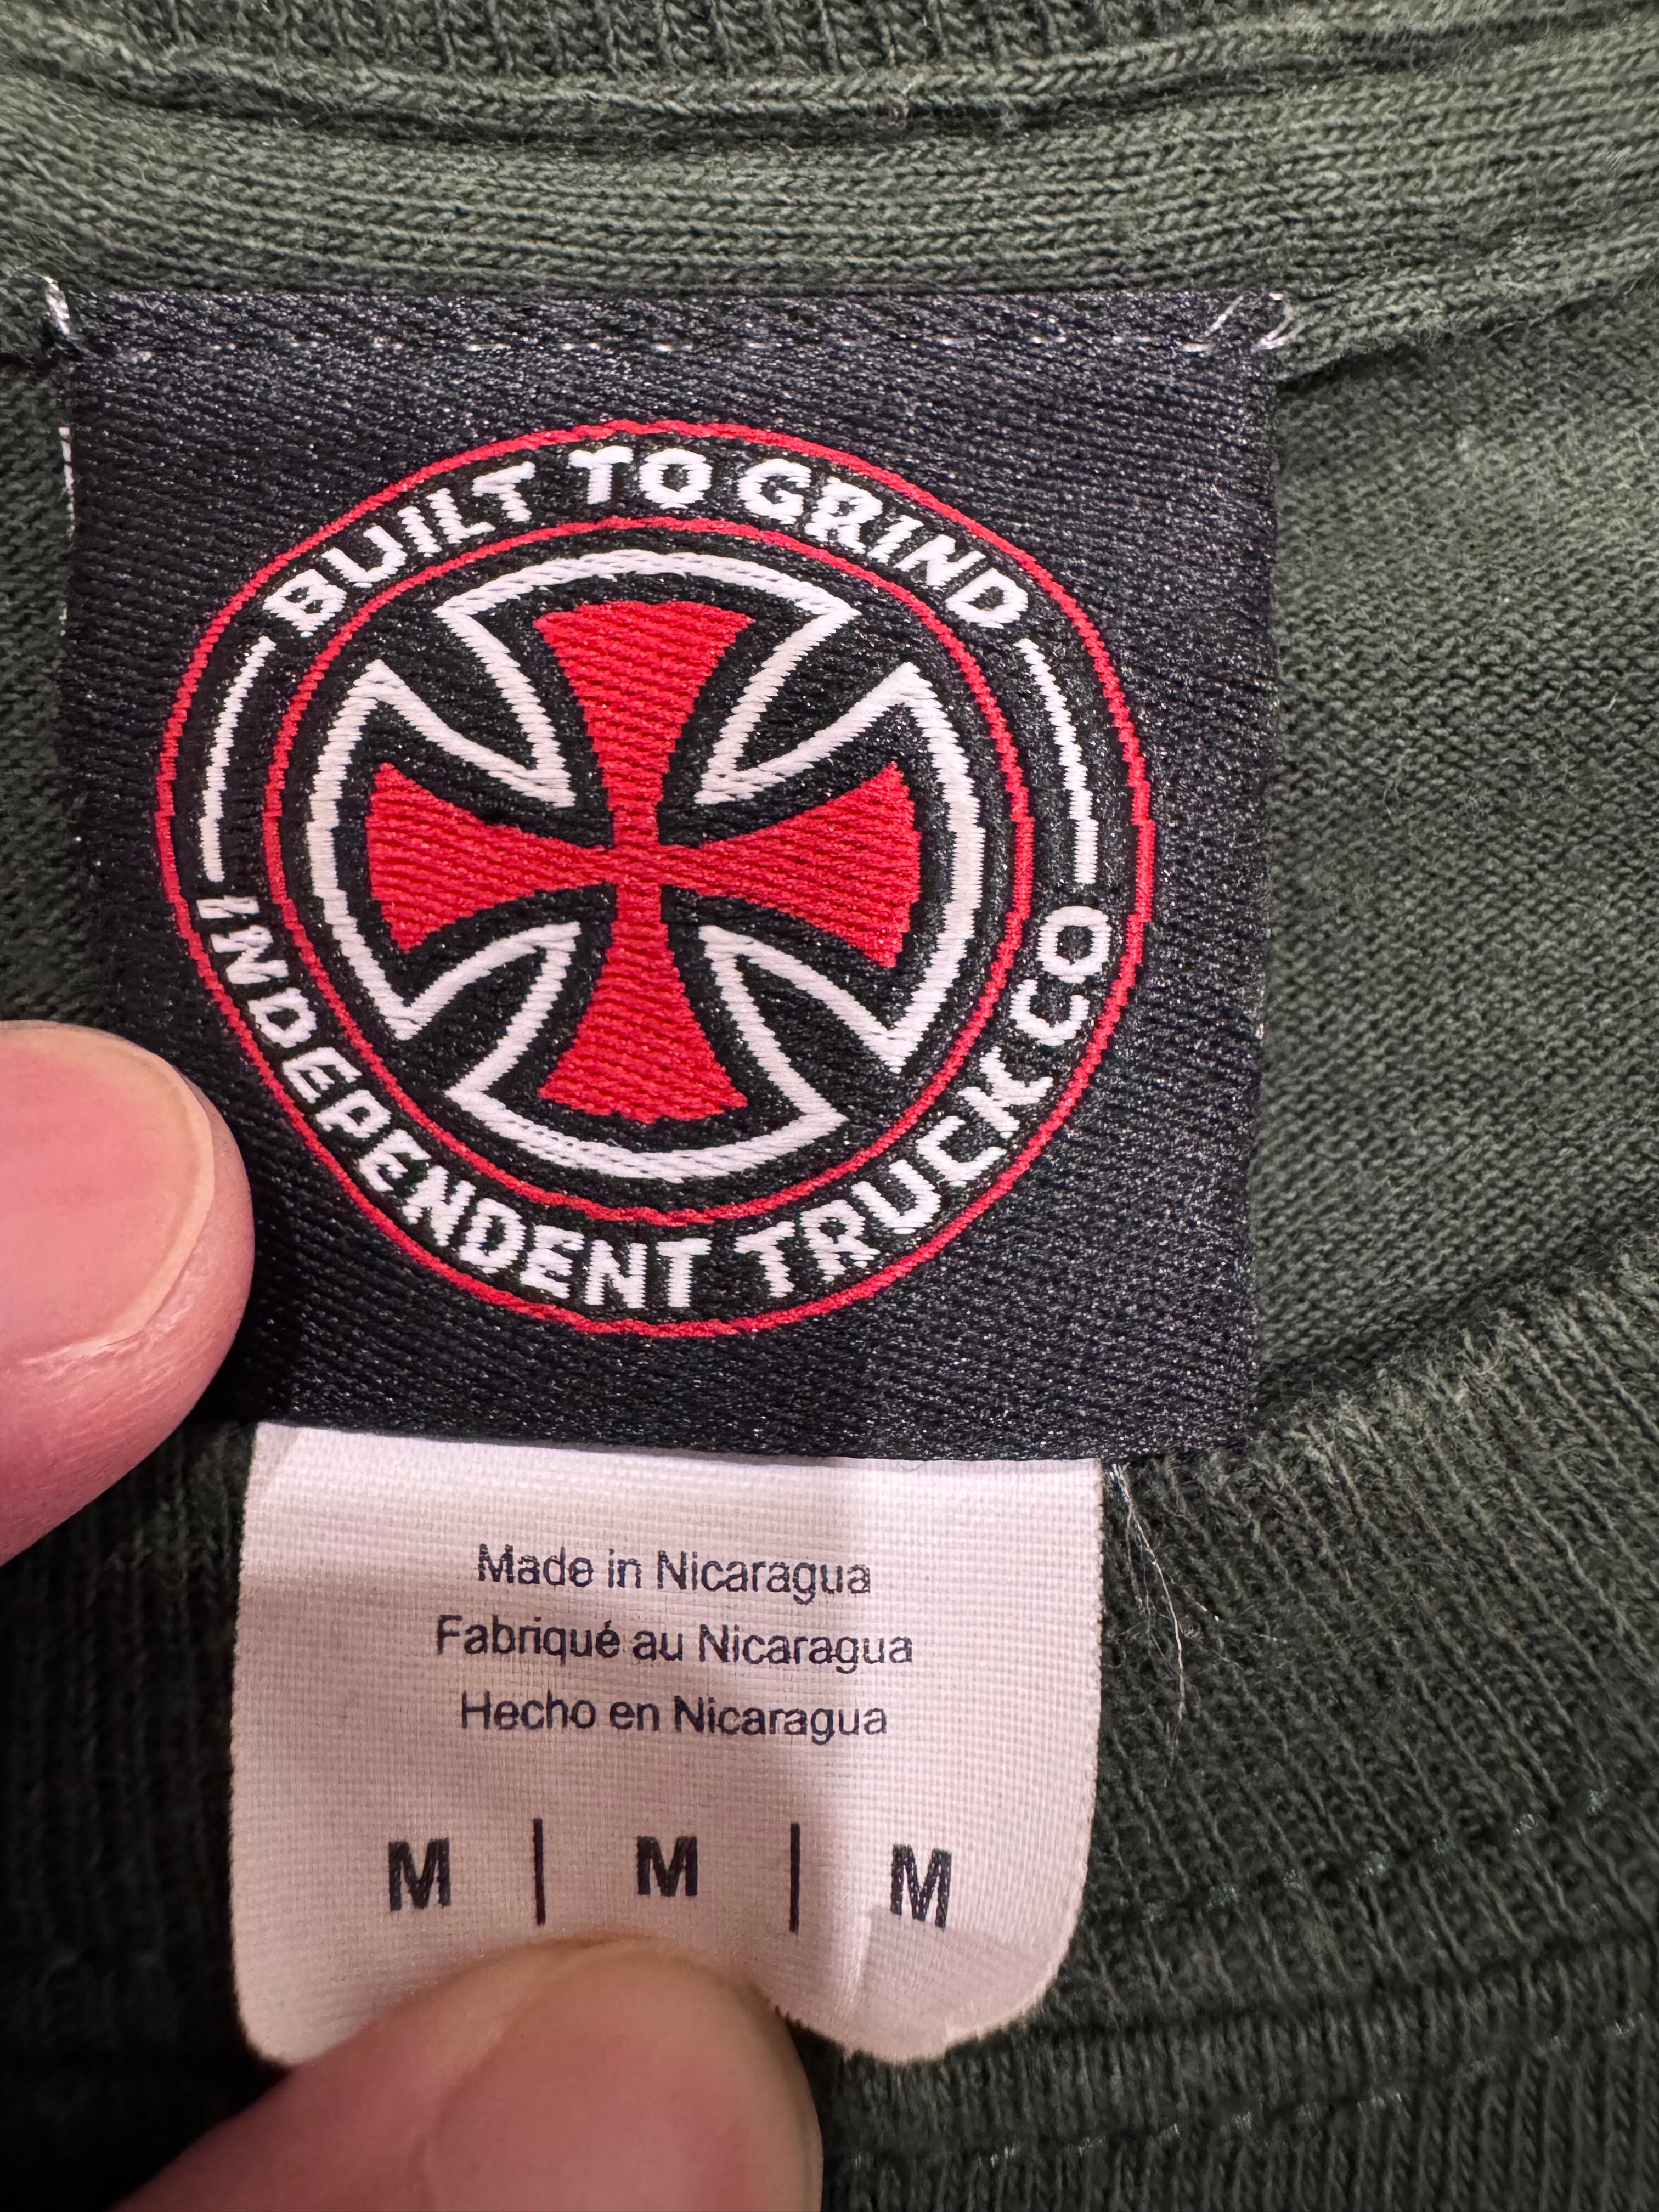 BUILT TO GRIND
INDEPENDENT TRUCK CO
Made in Nicaragua
Fabriqué au Nicaragua
Hecho en Nicaragua
M | M | M